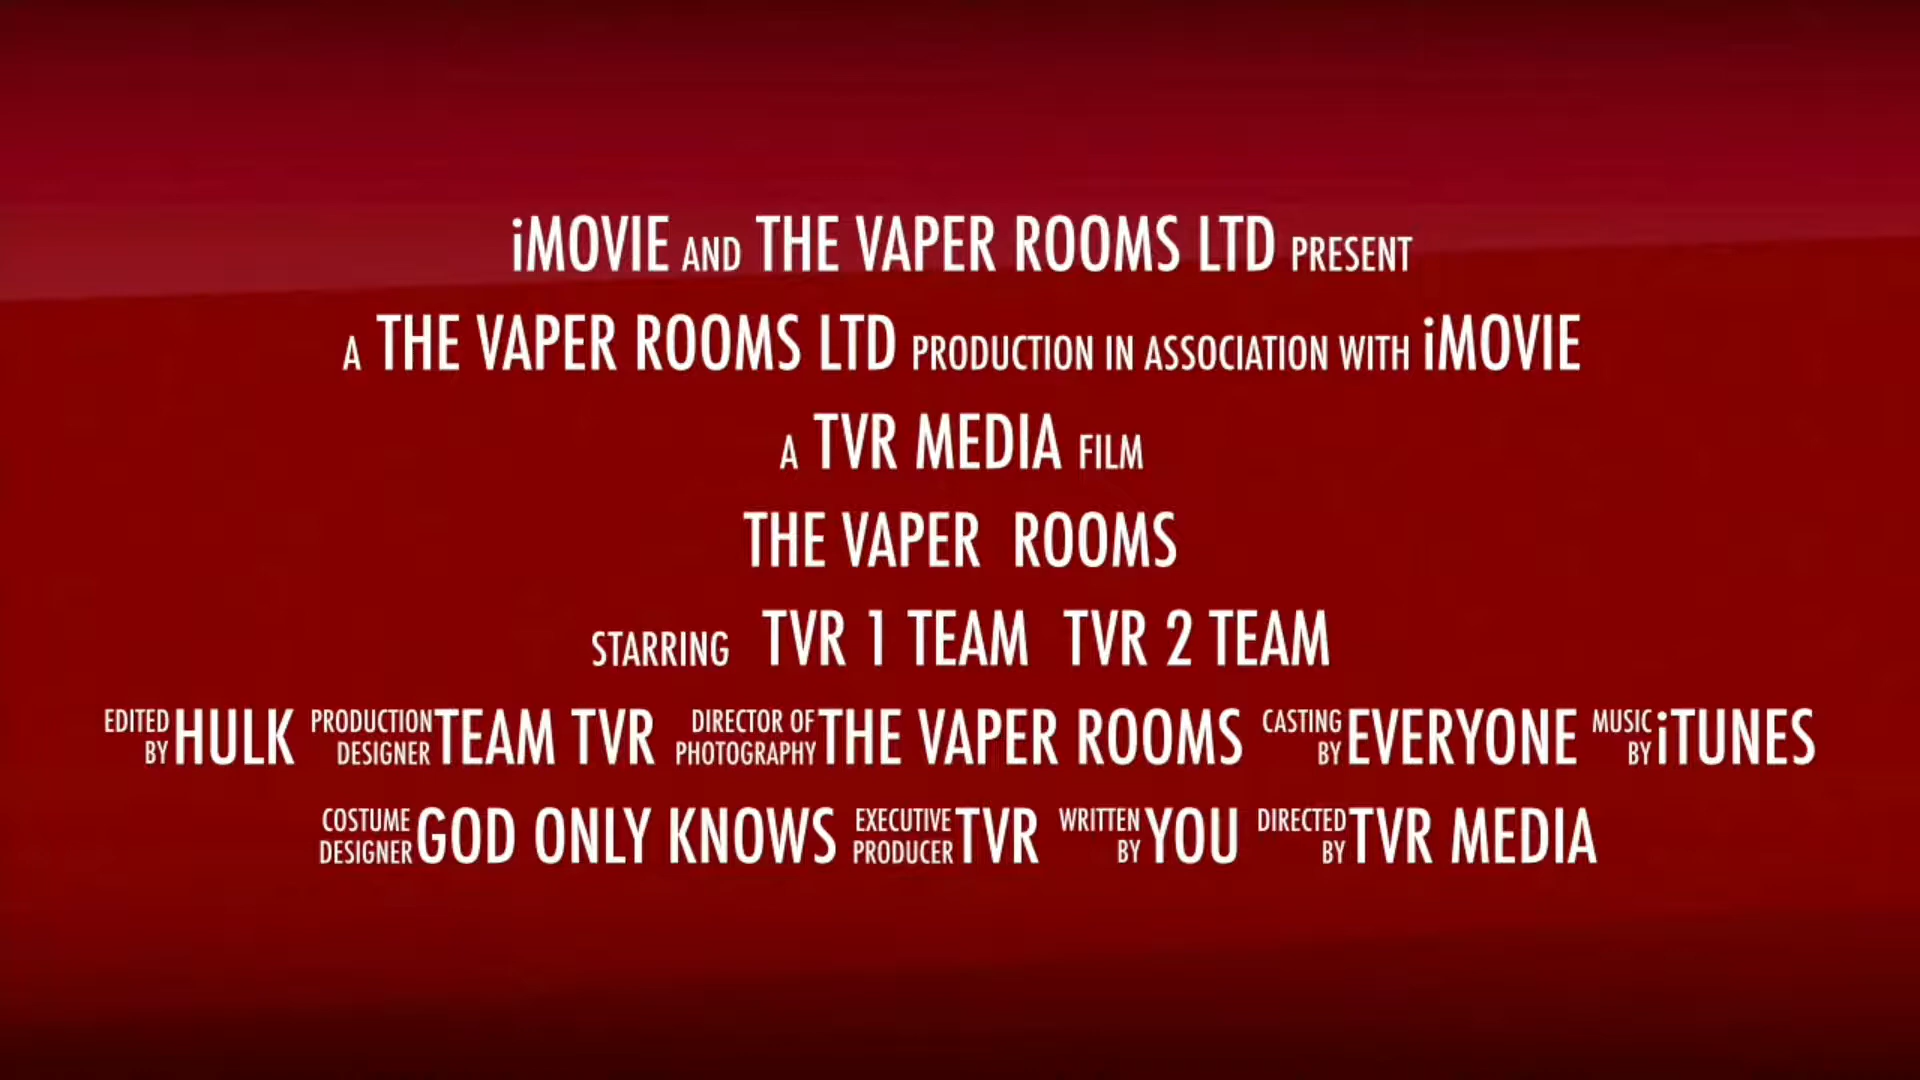 iMOVIE AND THE VAPER ROOMS LTD PRESENT
A THE VAPER ROOMS LTD PRODUCTION IN ASSOCIATION WITH iMOVIE
A TVR MEDIA FILM
THE VAPER ROOMS
STARRING TVR 1 TEAM TVR 2 TEAM
EDITED BY HULK PRODUCTION DESIGNER TEAM TVR DIRECTOR OF PHOTOGRAPHY THE VAPER ROOMS CASTING BY EVERYONE MUSIC BY iTUNES
COSTUME DESIGNER GOD ONLY KNOWS EXECUTIVE PRODUCER TVR WRITTEN BY YOU DIRECTED BY TVR MEDIA